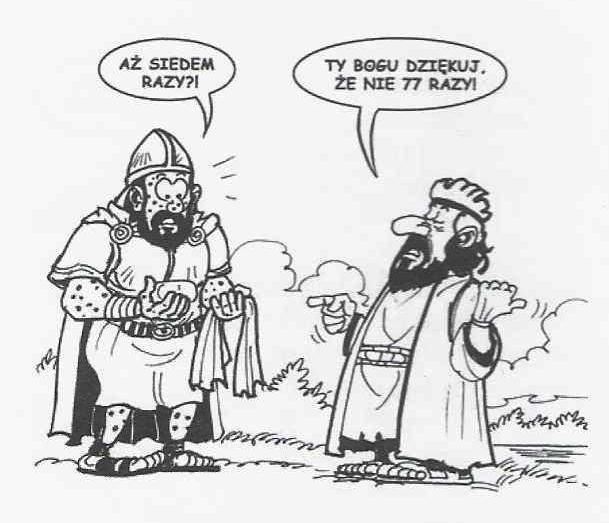 AŻ SIEDEM
RAZY?!
TY BOGU DZIĘKUJ,
ŻE NIE 77 RAZY!